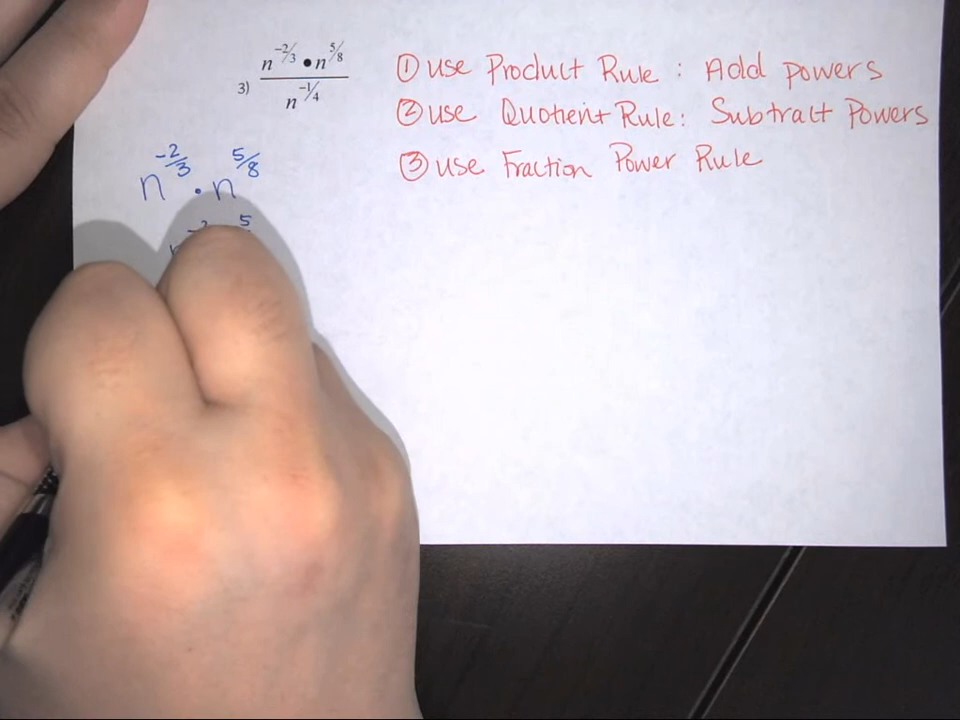 3) n^-2/3 • n^5/8
n^-1/4
① use Product Rule : Add powers
② use Quotient Rule: Subtract Powers
③ use Fraction Power Rule
n^-2/3 · n^5/8
5